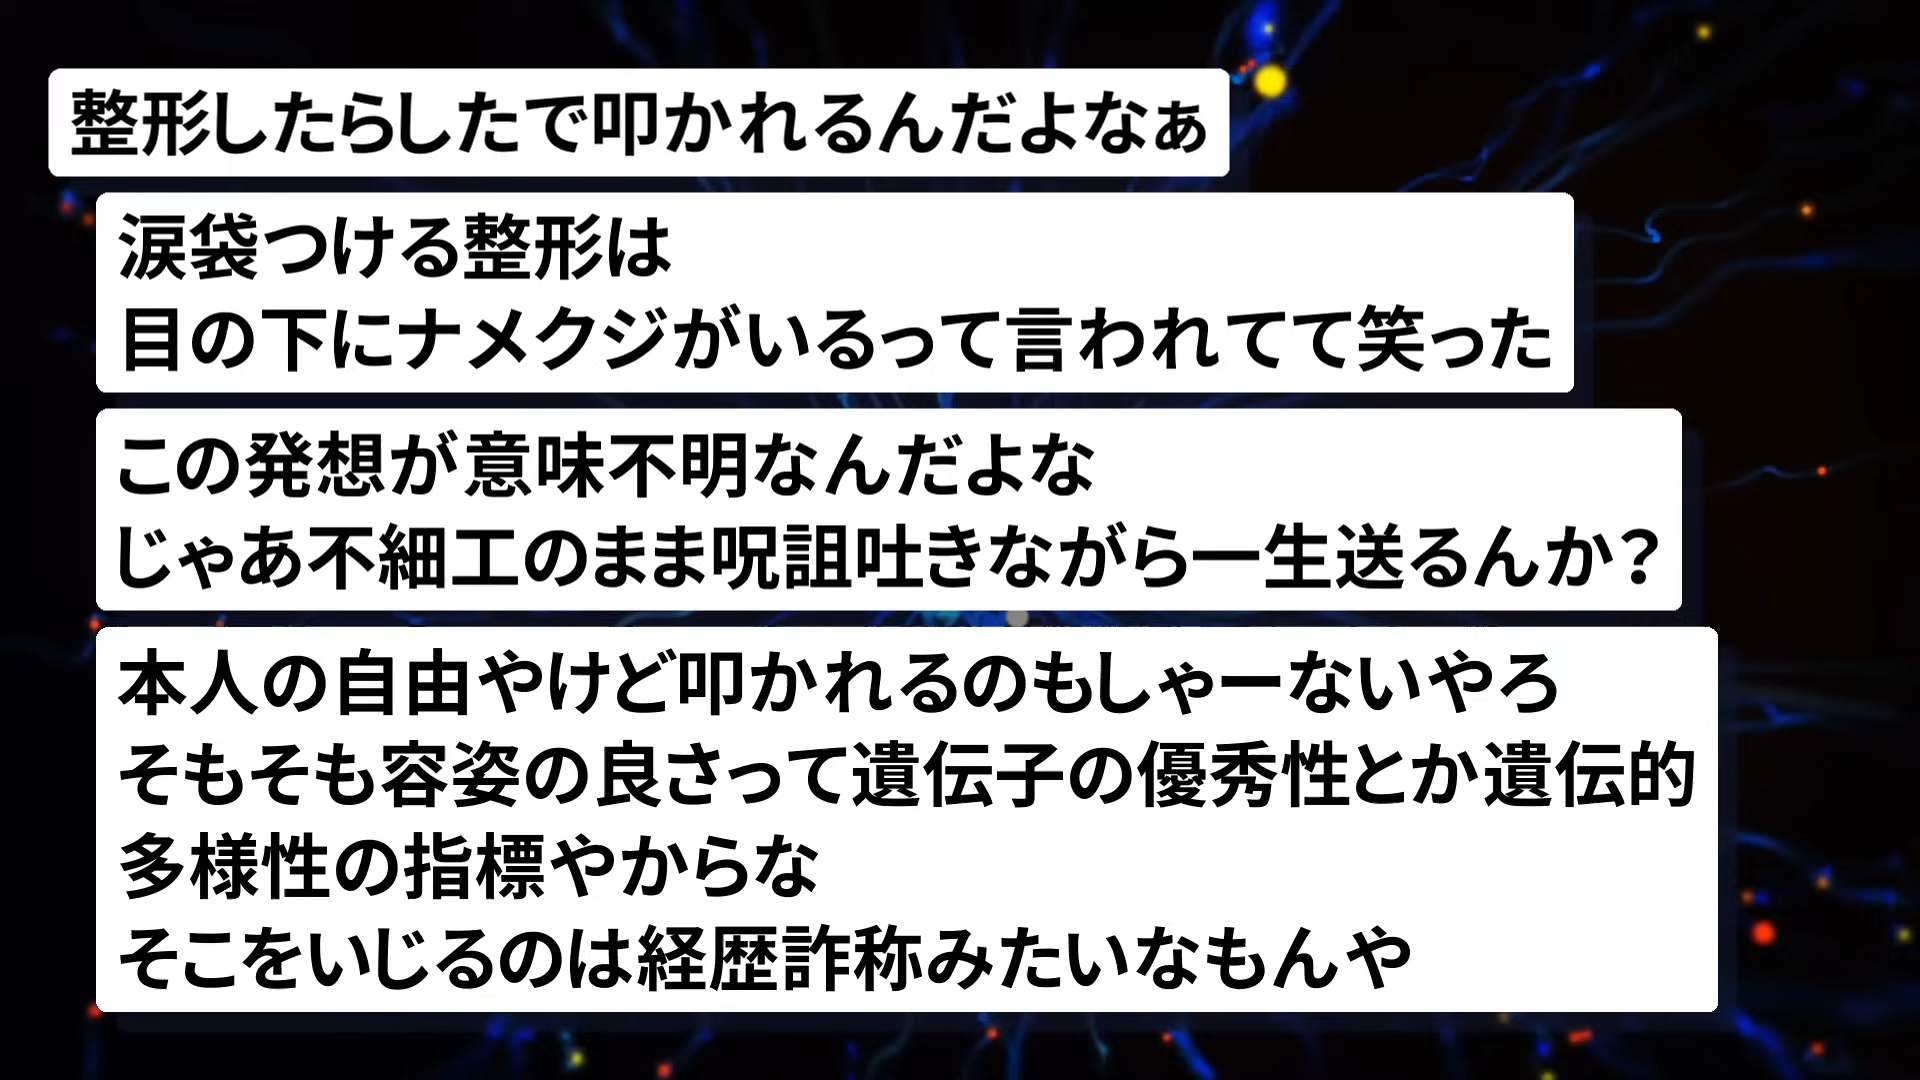 整形したらしたで叩かれるんだよなぁ
涙袋つける整形は
目の下にナメクジがいるって言われてて笑った
この発想が意味不明なんだよな
じゃあ不細工のまま呪詛吐きながら一生送るんか？
本人の自由やけど叩かれるのもしゃーないやろ
そもそも容姿の良さって遺伝子の優秀性とか遺伝的
多様性の指標やからな
そこをいじるのは経歴詐称みたいなもんや